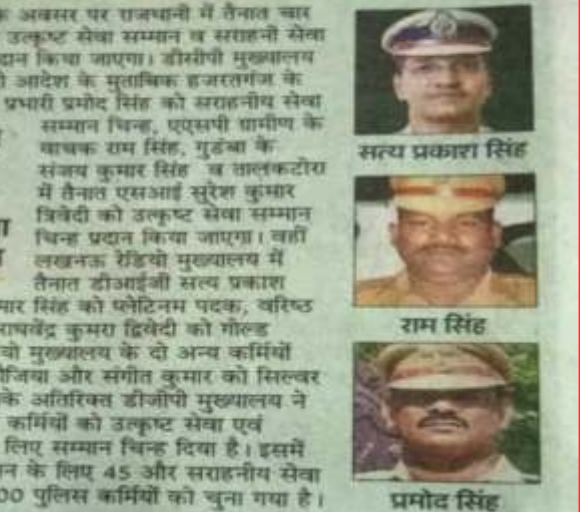 क अवसर पर राजधानी में तैनात चार
उत्कृष्ट सेवा सम्मान व सराहनी सेवा
दान किया जाएगा। डीसीपी मुख्यालय
आदेश के मुताबिक हजरतगंज के
प्रभारी प्रमोद सिंह को सराहनीय सेवा
सम्मान चिन्ह, एएसपी ग्रामीण के
वाचक राम सिंह, गुडंबा के
संजय कुमार सिंह व तालकटोरा
में तैनात एसआई सुरेश कुमार
त्रिवेदी को उत्कृष्ट सेवा सम्मान
चिन्ह प्रदान किया जाएगा। वहीं
लखनऊ रेडियो मुख्यालय में
तैनात डीआईजी सत्य प्रकाश
मार सिंह को प्लेटिनम पदक, वरिष्ठ
राघवेंद्र कुमरा द्विवेदी को गोल्ड
यो मुख्यालय के दो अन्य कर्मियों
जिया और संगीत कुमार को सिल्वर
के अतिरिक्त डीजीपी मुख्यालय ने
कर्मियों को उत्कृष्ट सेवा एवं
लिए सम्मान चिन्ह दिया है। इसमें
न के लिए 45 और सराहनीय सेवा
00 पुलिस कर्मियों को चुना गया है।
सत्य प्रकाश सिंह
राम सिंह
प्रमोद सिंह